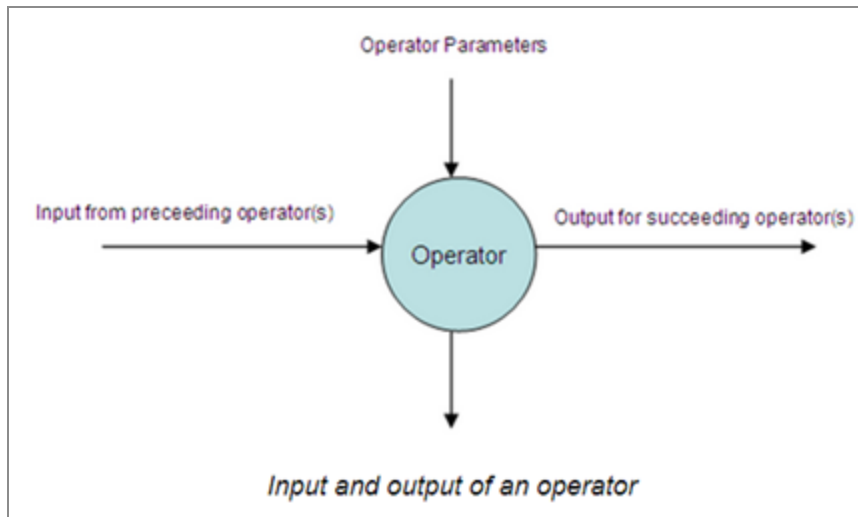 Operator Parameters
Input from preceeding operator(s)
Output for succeeding operator(s)
Operator
Input and output of an operator